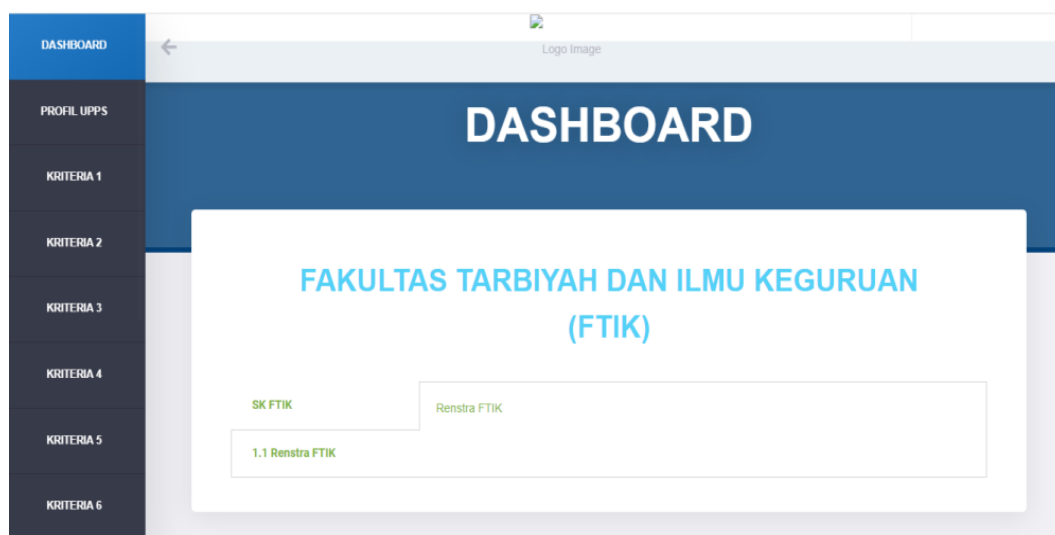 DASHBOARD
PROFIL UPPS
KRITERIA 1
KRITERIA 2
KRITERIA 3
KRITERIA 4
KRITERIA 5
KRITERIA 6
Logo Image
DASHBOARD
FAKULTAS TARBIYAH DAN ILMU KEGURUAN
(FTIK)
SK FTIK
Renstra FTIK
1.1 Renstra FTIK